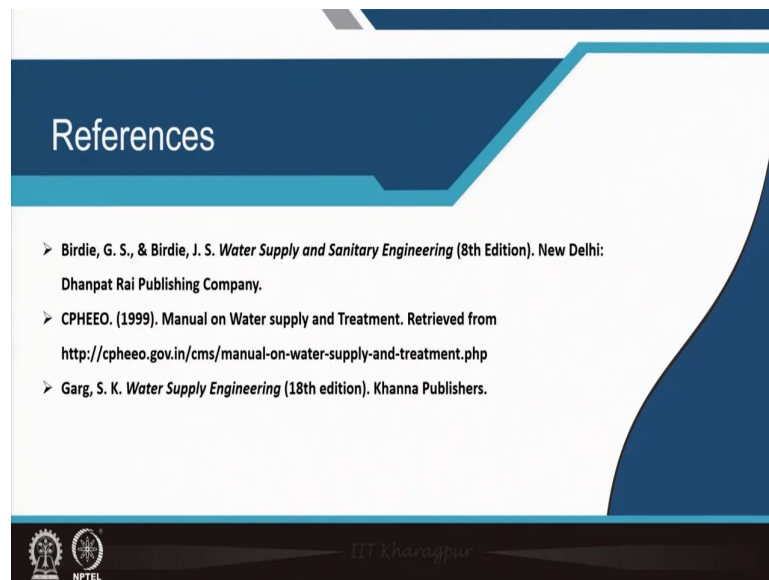 References
➢ Birdie, G. S., & Birdie, J. S. Water Supply and Sanitary Engineering (8th Edition). New Delhi:
Dhanpat Rai Publishing Company.
➢ CPHEEO. (1999). Manual on Water supply and Treatment. Retrieved from
http://cpheeo.gov.in/cms/manual-on-water-supply-and-treatment.php
➢ Garg, S. K. Water Supply Engineering (18th edition). Khanna Publishers.
IIT Kharagpur
NPTEL